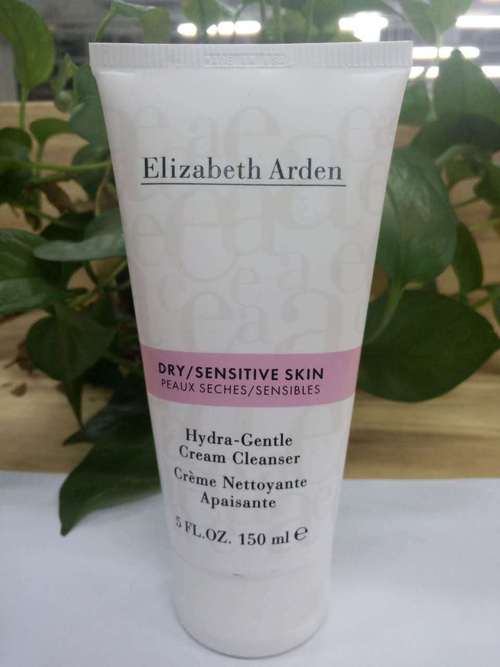 Elizabeth Arden
DRY/SENSITIVE SKIN
PEAUX SECHES/SENSIBLES
Hydra-Gentle
Cream Cleanser
Crème Nettoyante
Apaisante
5 FL.OZ. 150 ml ℮